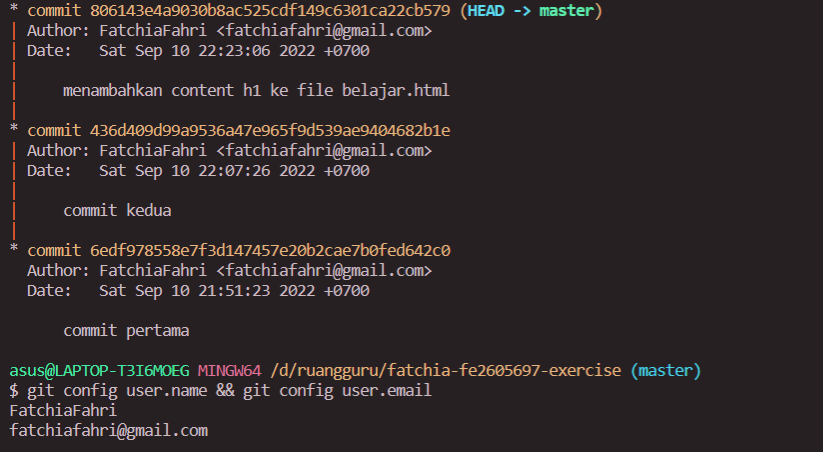 * commit 806143e4a9030b8ac525cdf149c6301ca22cb579 (HEAD -> master)
| Author: FatchiaFahri <fatchiafahri@gmail.com>
| Date:   Sat Sep 10 22:23:06 2022 +0700
|
|     menambahkan content h1 ke file belajar.html
|
* commit 436d409d99a9536a47e965f9d539ae9404682b1e
| Author: FatchiaFahri <fatchiafahri@gmail.com>
| Date:   Sat Sep 10 22:07:26 2022 +0700
|
|     commit kedua
|
* commit 6edf978558e7f3d147457e20b2cae7b0fed642c0
  Author: FatchiaFahri <fatchiafahri@gmail.com>
  Date:   Sat Sep 10 21:51:23 2022 +0700

      commit pertama

asus@LAPTOP-T3I6MOEG MINGW64 /d/ruangguru/fatchia-fe2605697-exercise (master)
$ git config user.name && git config user.email
FatchiaFahri
fatchiafahri@gmail.com